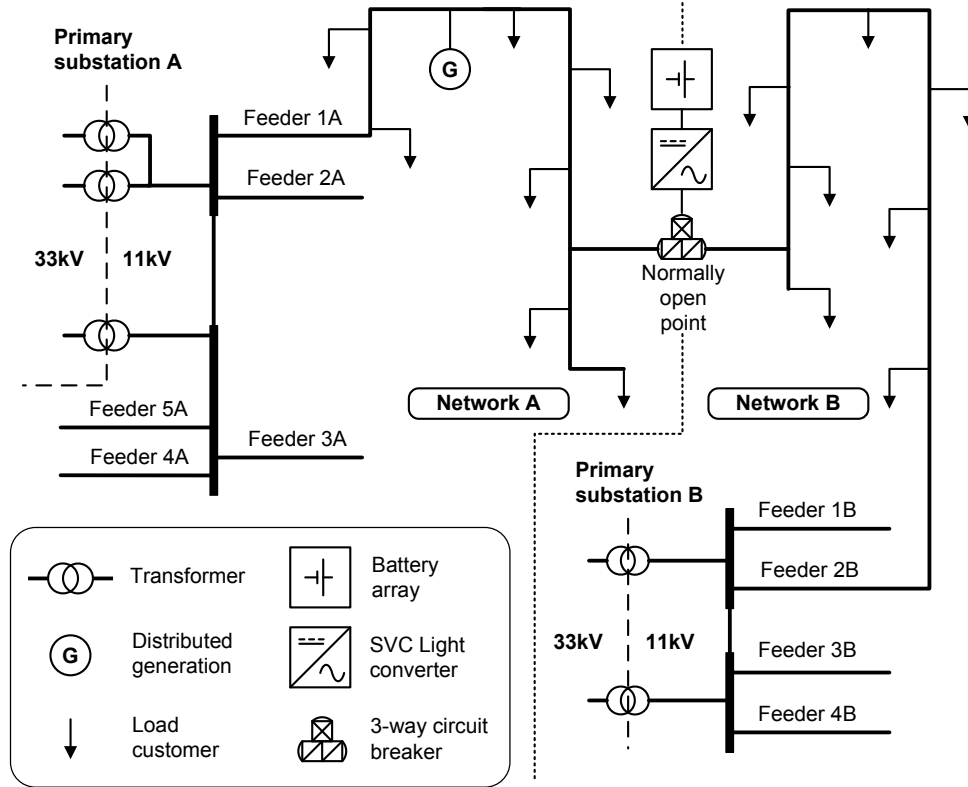 Primary
substation A
Feeder 1A
G
Feeder 2A
33kV 11kV
Normally
open
point
Feeder 5A
Feeder 4A
Feeder 3A
Network A
Network B
Primary
substation B
Feeder 1B
Feeder 2B
33kV 11kV
Feeder 3B
Feeder 4B
Transformer
Battery
array
G
Distributed
generation
SVC Light
converter
Load
customer
3-way circuit
breaker